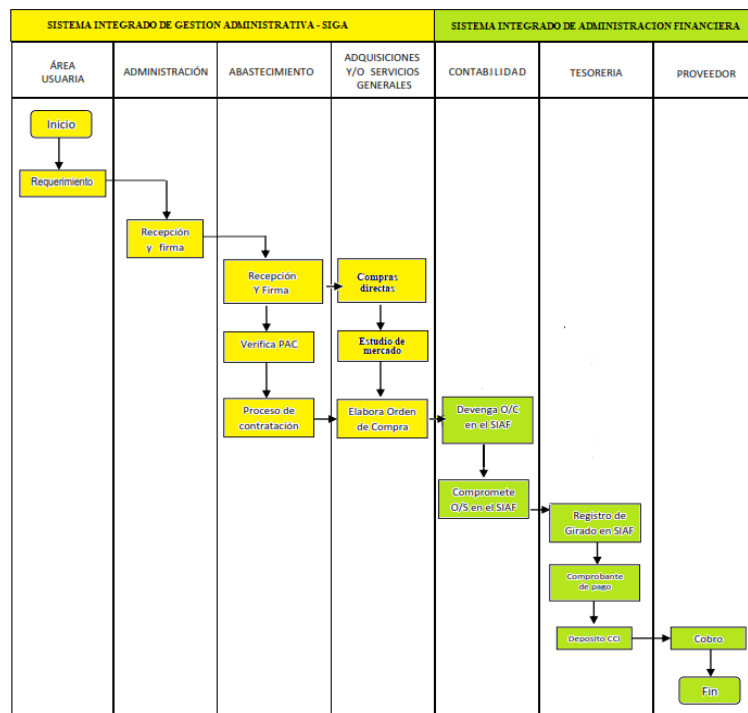 SISTEMA INTEGRADO DE GESTION ADMINISTRATIVA - SIGA
SISTEMA INTEGRADO DE ADMINISTRACION FINANCIERA
ÁREA
USUARIA
ADMINISTRACIÓN
ABASTECIMIENTO
ADQUISICIONES
Y/O SERVICIOS
GENERALES
CONTABILIDAD
TESORERIA
PROVEEDOR
Inicio
Requerimiento
Recepción
y firma
Recepción
Y Firma
Compras
directas
Verifica PAC
Estudio de
mercado
Proceso de
contratación
Elabora Orden
de Compra
Devenga O/C
en el SIAF
Compromete
O/S en el SIAF
Registro de
Girado en SIAF
Comprobante
de pago
Deposito CCI
Cobro
Fin